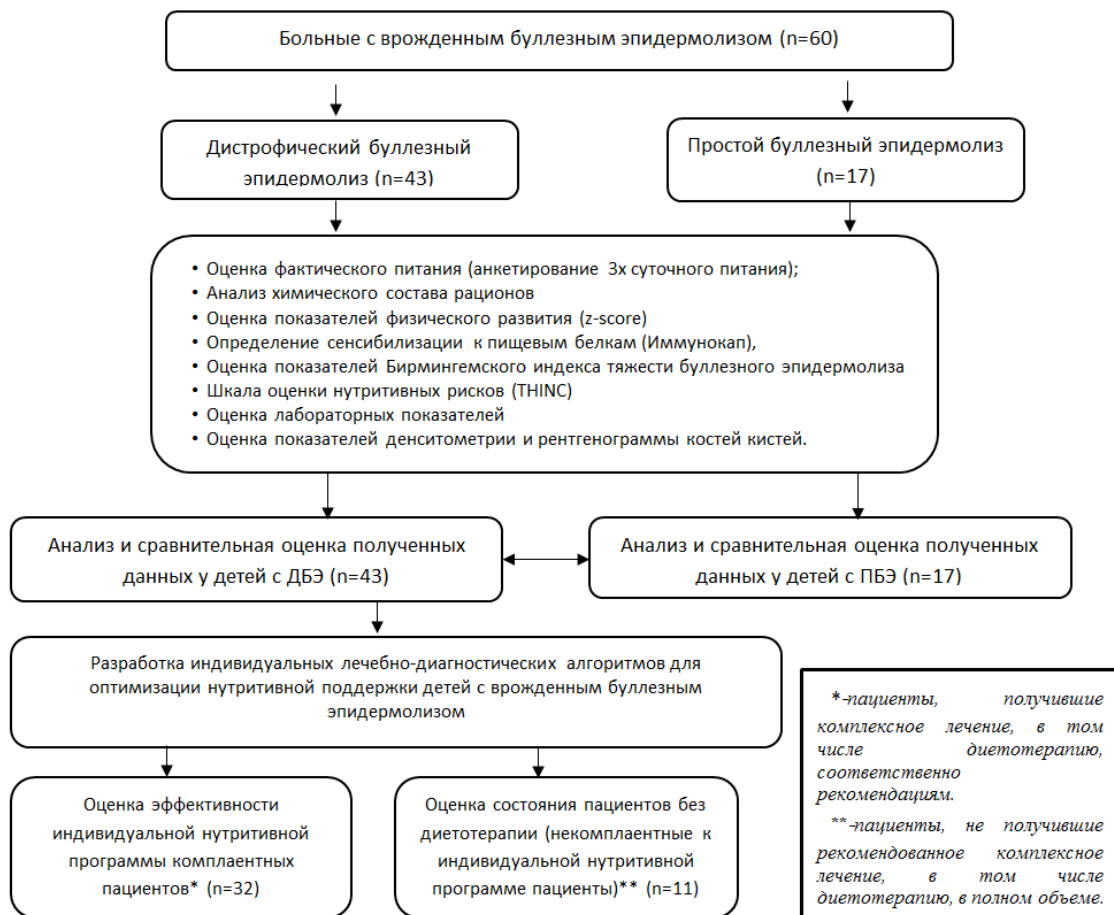 Больные с врожденным буллезным эпидермолизом (n=60)
Дистрофический буллезный
эпидермолиз (n=43)
Простой буллезный эпидермолиз
(n=17)
• Оценка фактического питания (анкетирование 3х суточного питания);
• Анализ химического состава рационов
• Оценка показателей физического развития (z-score)
• Определение сенсибилизации к пищевым белкам (Иммунокап),
• Оценка показателей Бирмингемского индекса тяжести буллезного эпидермолиза
• Шкала оценки нутритивных рисков (THINC)
• Оценка лабораторных показателей
• Оценка показателей денситометрии и рентгенограммы костей кистей.
Анализ и сравнительная оценка полученных
данных у детей с ДБЭ (n=43)
Анализ и сравнительная оценка полученных
данных у детей с ПБЭ (n=17)
Разработка индивидуальных лечебно-диагностических алгоритмов для
оптимизации нутритивной поддержки детей с врожденным буллезным
эпидермолизом
Оценка эффективности
индивидуальной нутритивной
программы комплаентных
пациентов* (n=32)
Оценка состояния пациентов без
диетотерапии (некомплаентные к
индивидуальной нутритивной
программе пациенты)** (n=11)
*-пациенты, получившие
комплексное лечение, в том
числе диетотерапию,
соответственно
рекомендациям.
**-пациенты, не получившие
рекомендованное комплексное
лечение, в том числе
диетотерапию, в полном объеме.